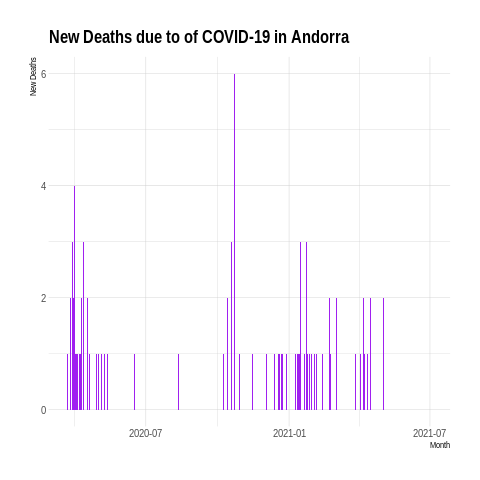 New Deaths due to of COVID-19 in Andorra
New Deaths
6
4
2
0
2020-07
2021-01
2021-07
Month